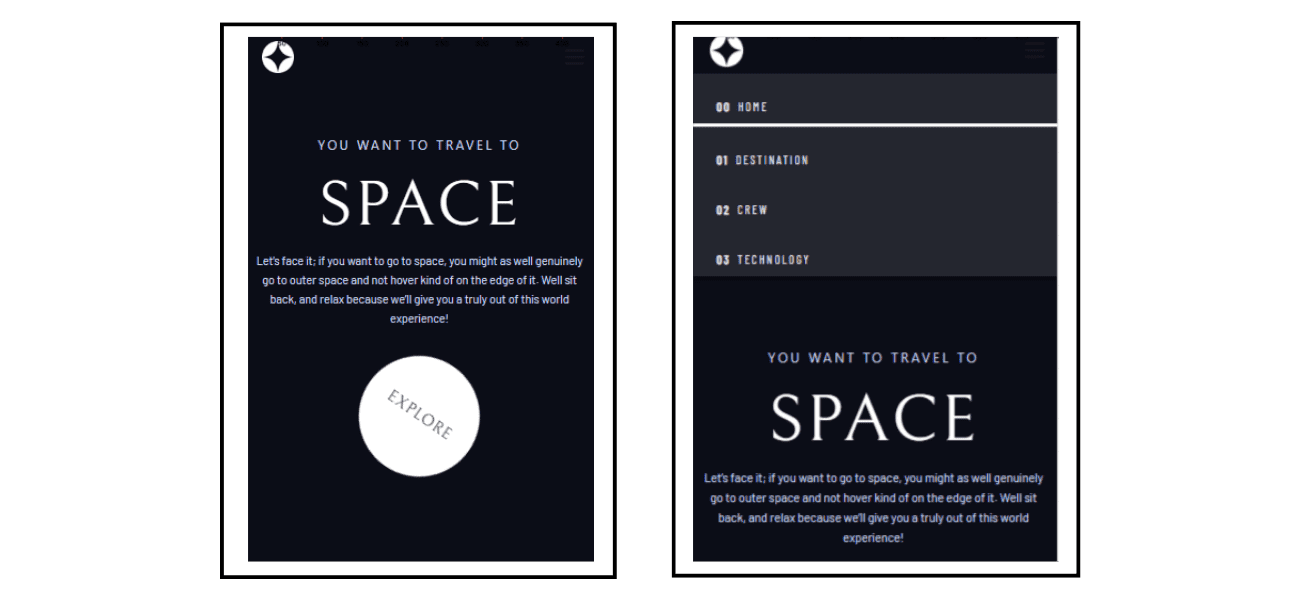 YOU WANT TO TRAVEL TO
SPACE
Let's face it; if you want to go to space, you might as well genuinely
go to outer space and not hover kind of on the edge of it. Well sit
back, and relax because we'll give you a truly out of this world
experience!
EXPLORE
00 HOME
01 DESTINATION
02 CREW
03 TECHNOLOGY
YOU WANT TO TRAVEL TO
SPACE
Let's face it; if you want to go to space, you might as well genuinely
go to outer space and not hover kind of on the edge of it. Well sit
back, and relax because we'll give you a truly out of this world
experience!